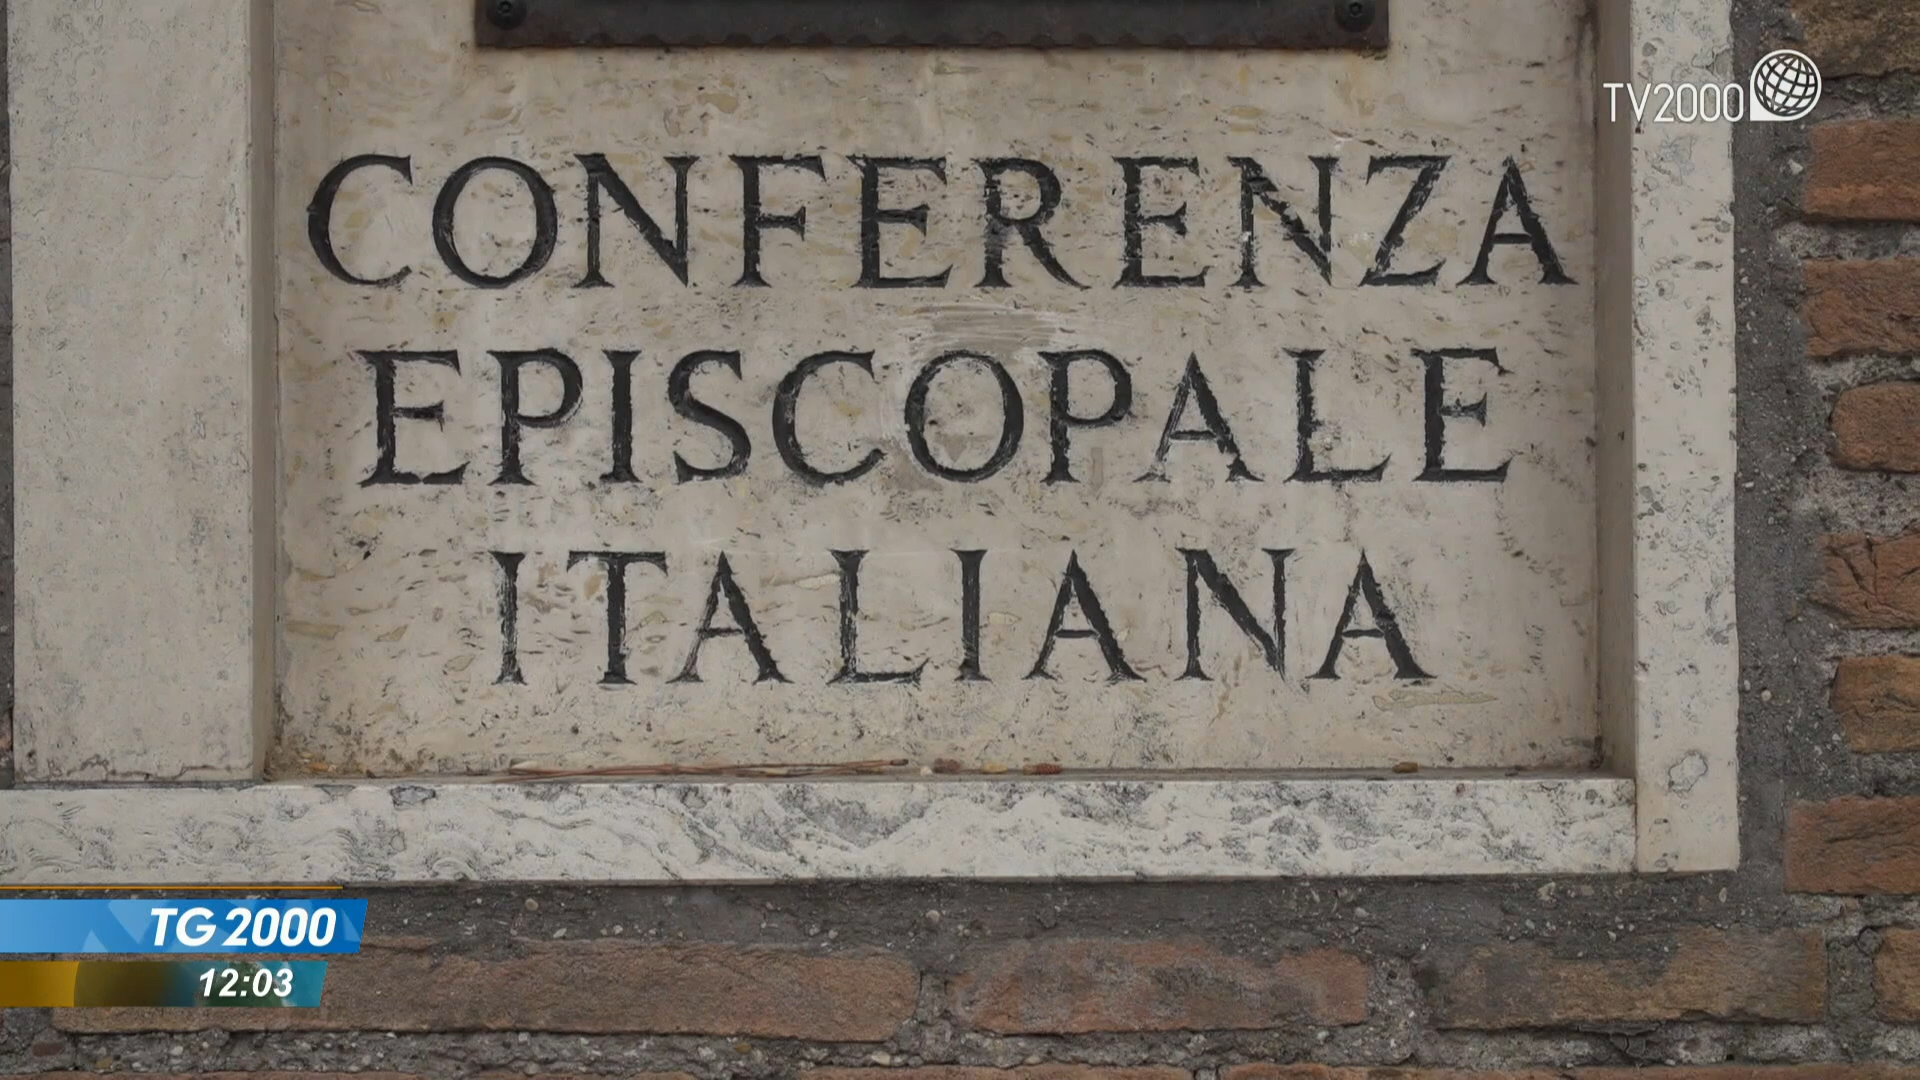 TV2000
CONFERENZA
EPISCOPALE
ITALIANA
TG 2000
12:03